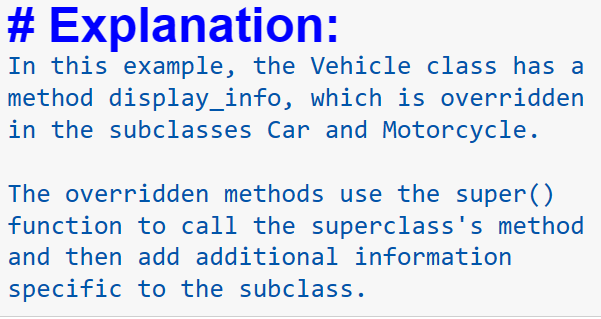 # Explanation:
In this example, the Vehicle class has a
method display_info, which is overridden
in the subclasses Car and Motorcycle.
The overridden methods use the super()
function to call the superclass's method
and then add additional information
specific to the subclass.